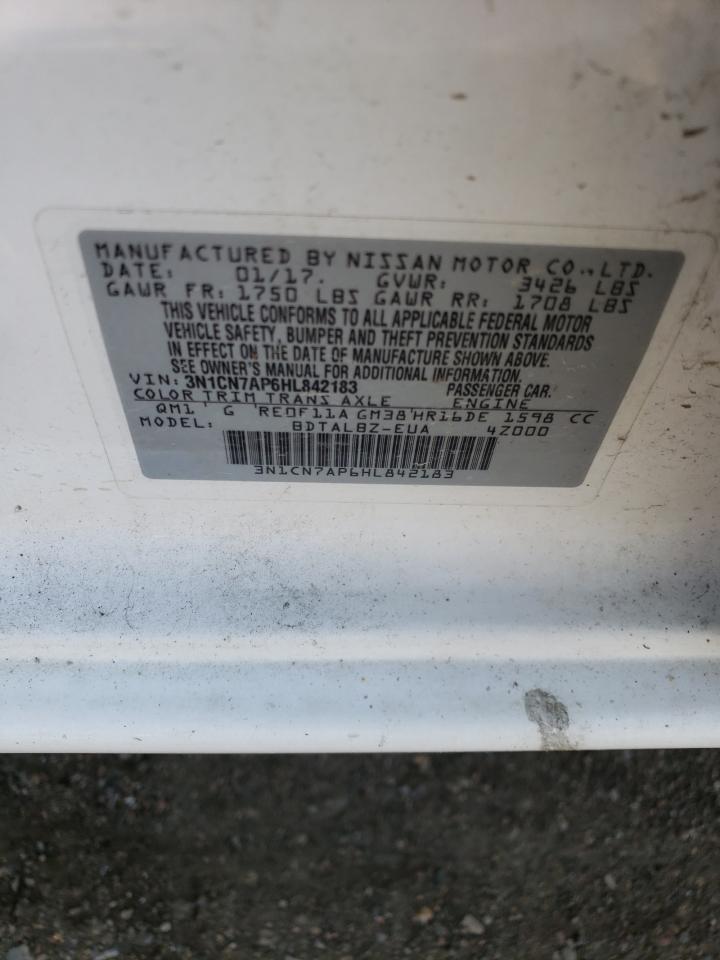 MANUFACTURED BY NISSAN MOTOR CO.,LTD.
DATE: 01/17. GVWR: 3426 LBS
GAWR FR: 1750 LBS GAWR RR: 1708 LBS
THIS VEHICLE CONFORMS TO ALL APPLICABLE FEDERAL MOTOR
VEHICLE SAFETY, BUMPER AND THEFT PREVENTION STANDARDS
IN EFFECT ON THE DATE OF MANUFACTURE SHOWN ABOVE.
SEE OWNER'S MANUAL FOR ADDITIONAL INFORMATION.
VIN: 3N1CN7AP6HL842183 PASSENGER CAR.
COLOR TRIM TRANS AXLE ENGINE
QM1 ' G 'RE0F11A GM38'HR16DE 1598 CC
MODEL: BDTALBZ-EUA 4Z000
3N1CN7AP6HL842183